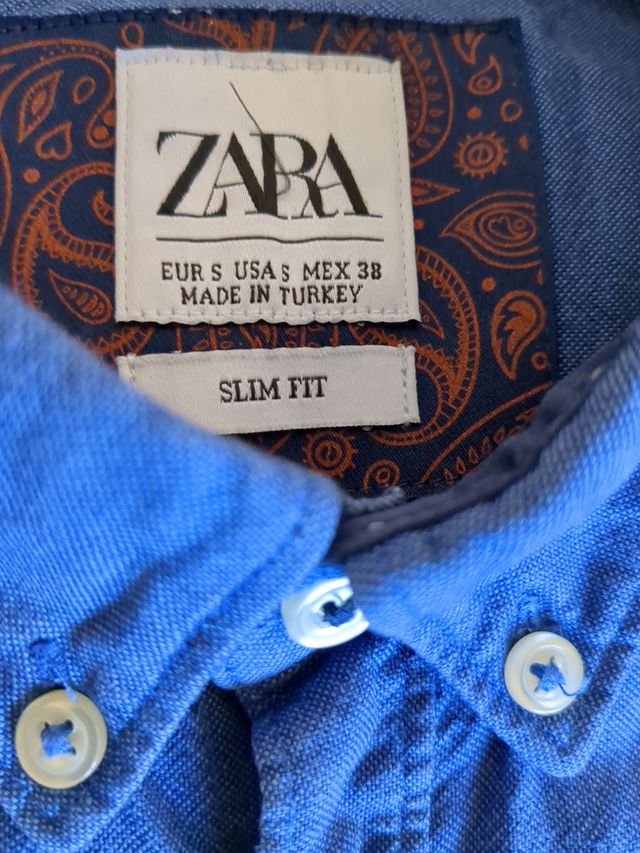 ZARA
EUR S USA S MEX 38
MADE IN TURKEY
SLIM FIT